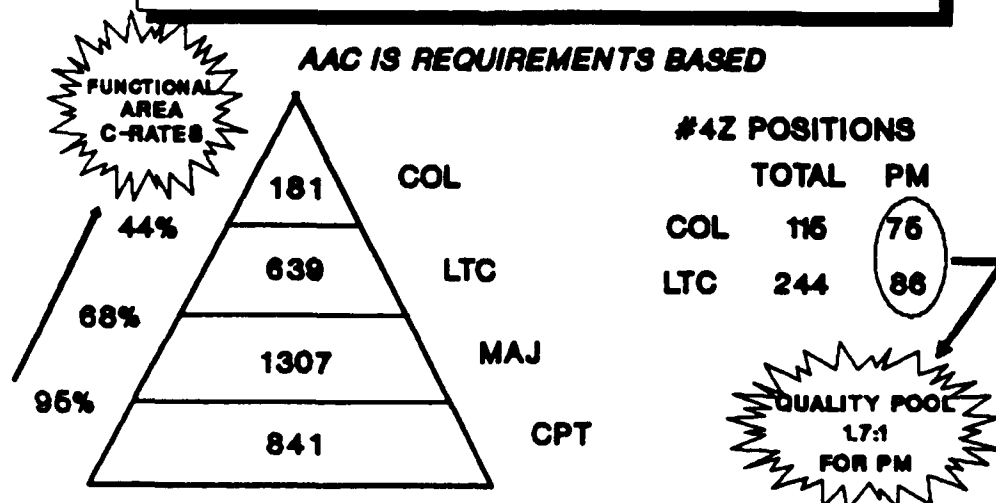 AAC IS REQUIREMENTS BASED
FUNCTIONAL
AREA
C-RATES
181 COL
44%
639 LTC
68%
1307 MAJ
95%
841 CPT
#4Z POSITIONS
TOTAL PM
COL 115 75
LTC 244 86
QUALITY POOL
1.7:1
FOR PM